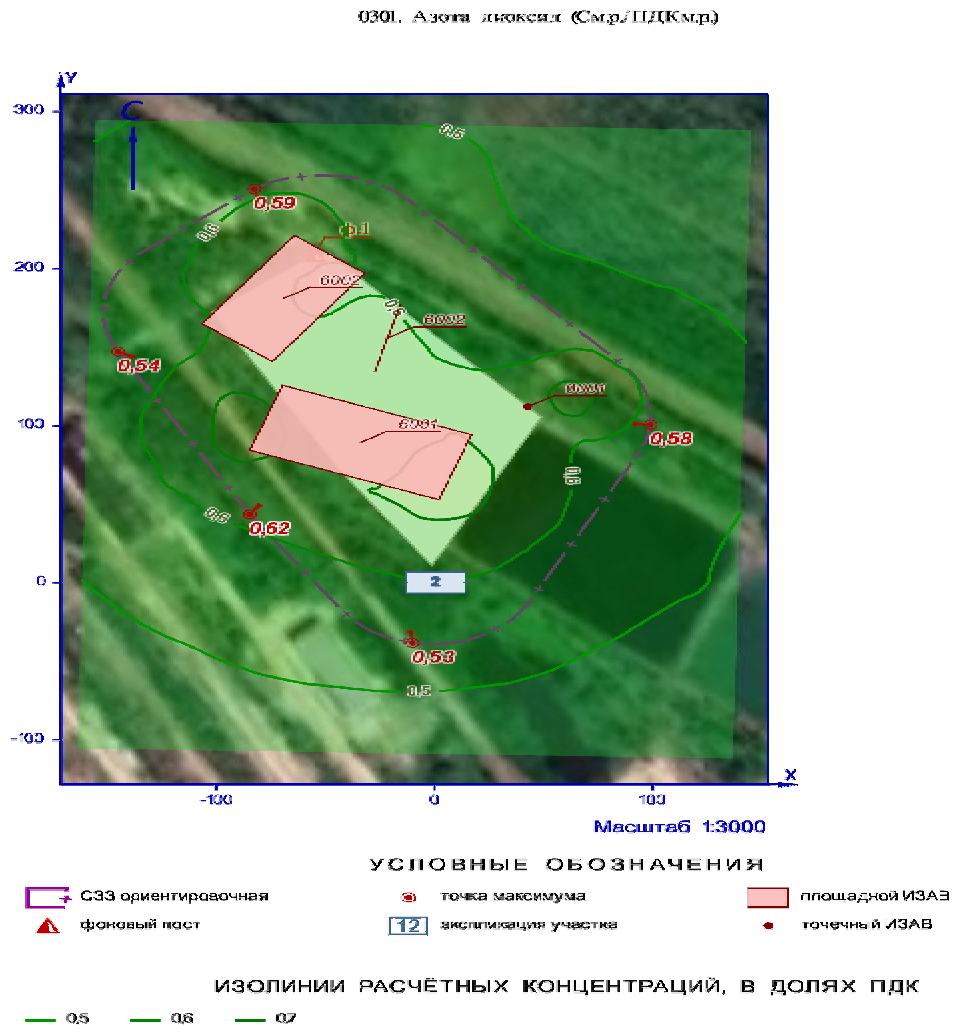 0301. Азота диоксид (См.р./ПДКм.р.)
Y
300
С
0,5
0,59
0,6
ф.1
200
6002
0,6
6002
0,54
0001
100
6001
0,58
0,6
0,6
0,62
0
2
0,53
0,5
-100
X
-100
0
100
Масштаб 1:3000
УСЛОВНЫЕ ОБОЗНАЧЕНИЯ
СЗЗ ориентировочная
точка максимума
площадной ИЗАВ
фоновый пост
12
экспликация участка
точечный ИЗАВ
ИЗОЛИНИИ РАСЧЁТНЫХ КОНЦЕНТРАЦИЙ, В ДОЛЯХ ПДК
0,5
0,6
0,7